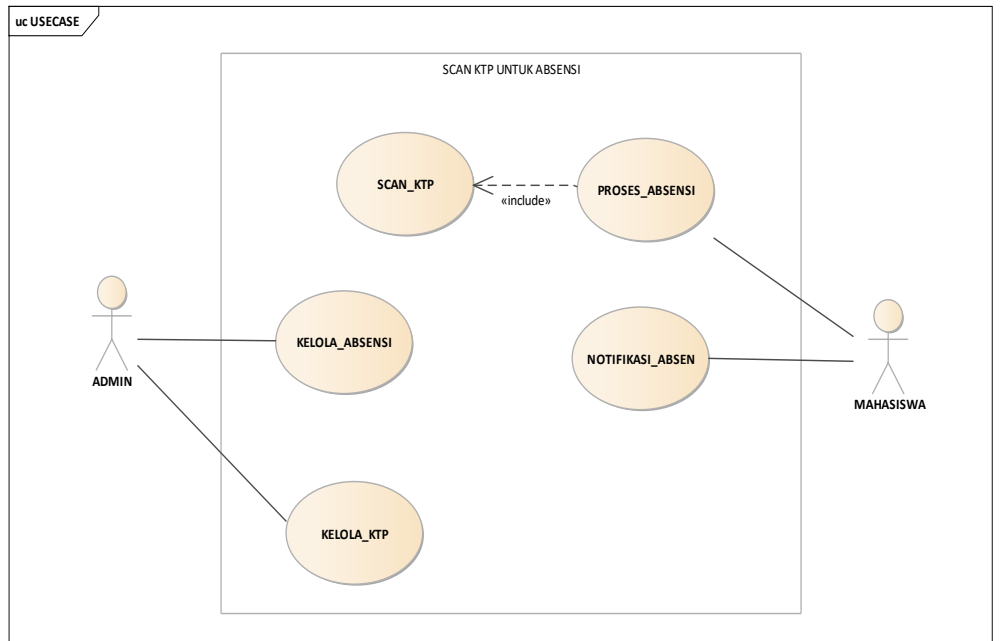 uc USECASE
SCAN KTP UNTUK ABSENSI
SCAN_KTP
PROSES_ABSENSI
«include»
KELOLA_ABSENSI
NOTIFIKASI_ABSEN
ADMIN
MAHASISWA
KELOLA_KTP